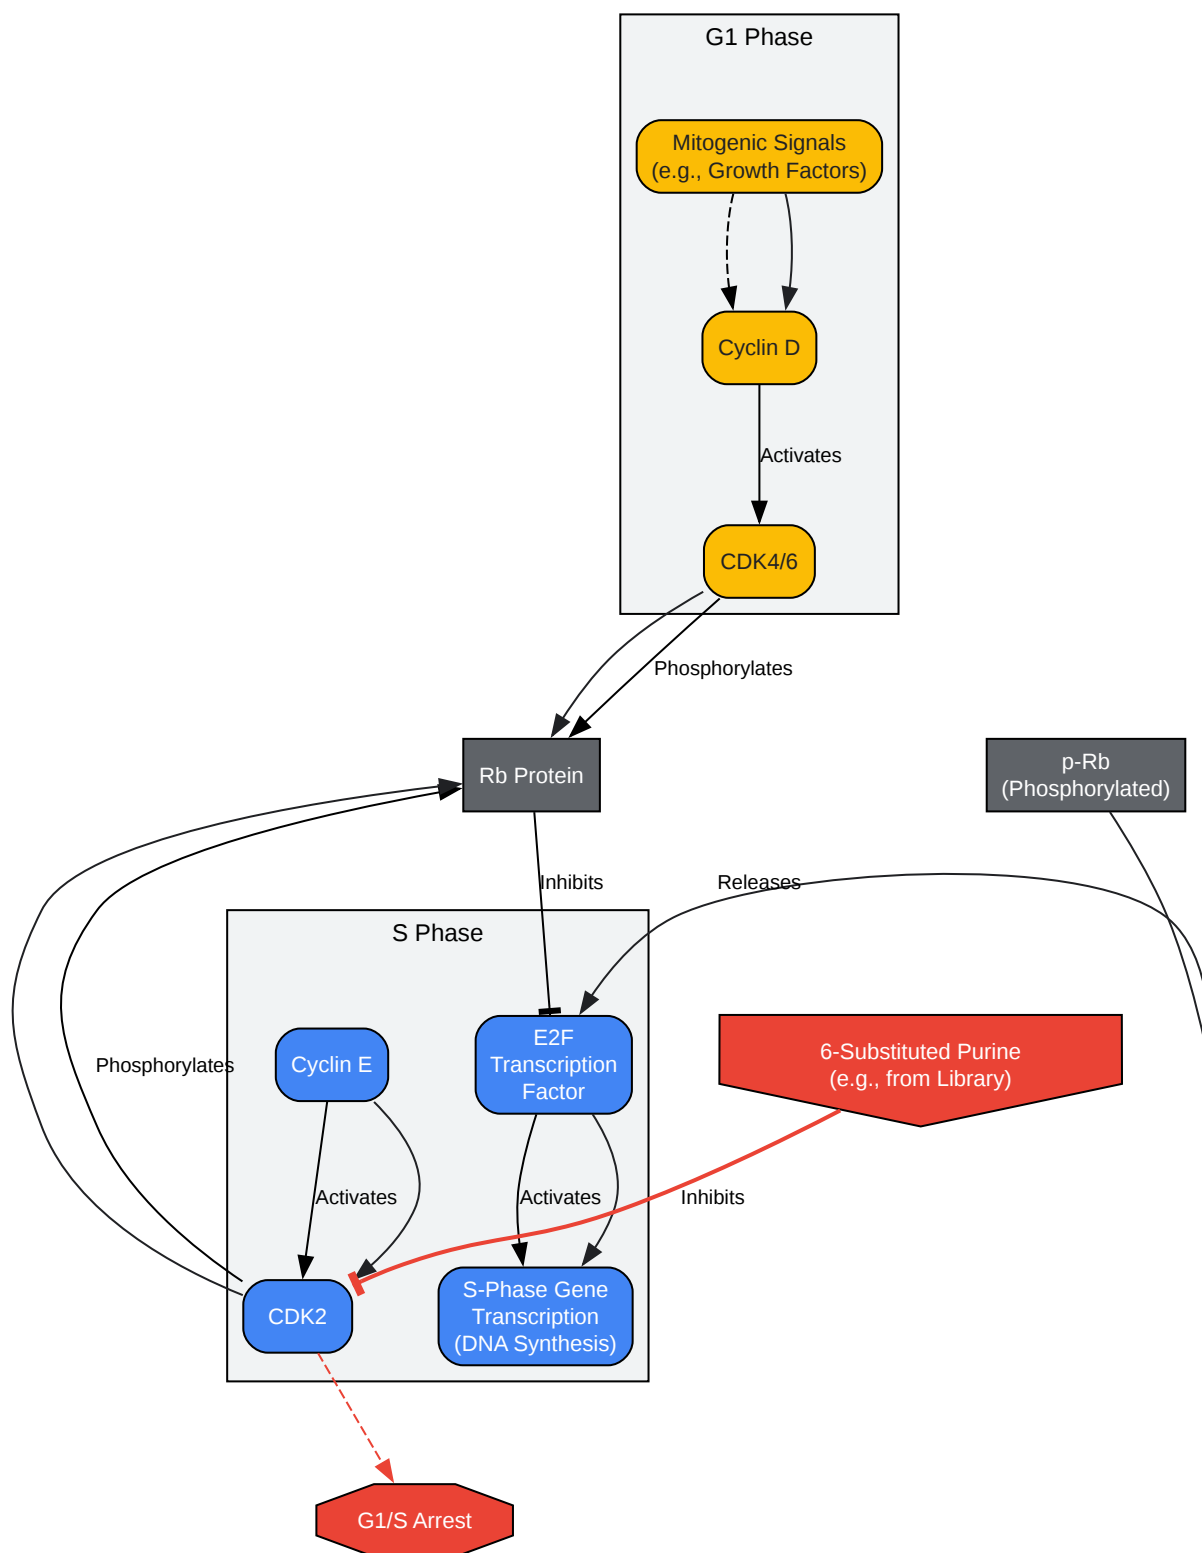 G1 Phase
Mitogenic Signals
(e.g., Growth Factors)
Cyclin D
Activates
CDK4/6
Phosphorylates
Rb Protein
p-Rb
(Phosphorylated)
Inhibits
Releases
S Phase
E2F
Transcription
Factor
Cyclin E
6-Substituted Purine
(e.g., from Library)
Phosphorylates
Activates
Activates
Inhibits
CDK2
S-Phase Gene
Transcription
(DNA Synthesis)
G1/S Arrest